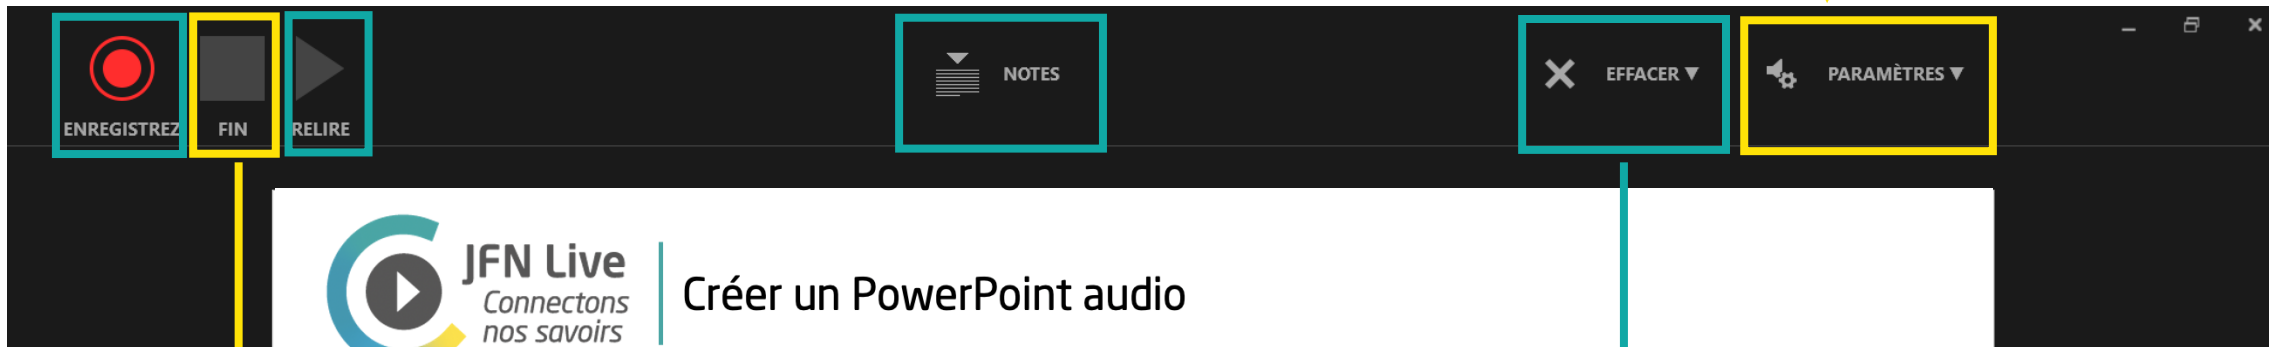 ENREGISTREZ FIN RELIRE NOTES EFFACER PARAMÈTRES
JFN Live
Connectons
nos savoirs
Créer un PowerPoint audio